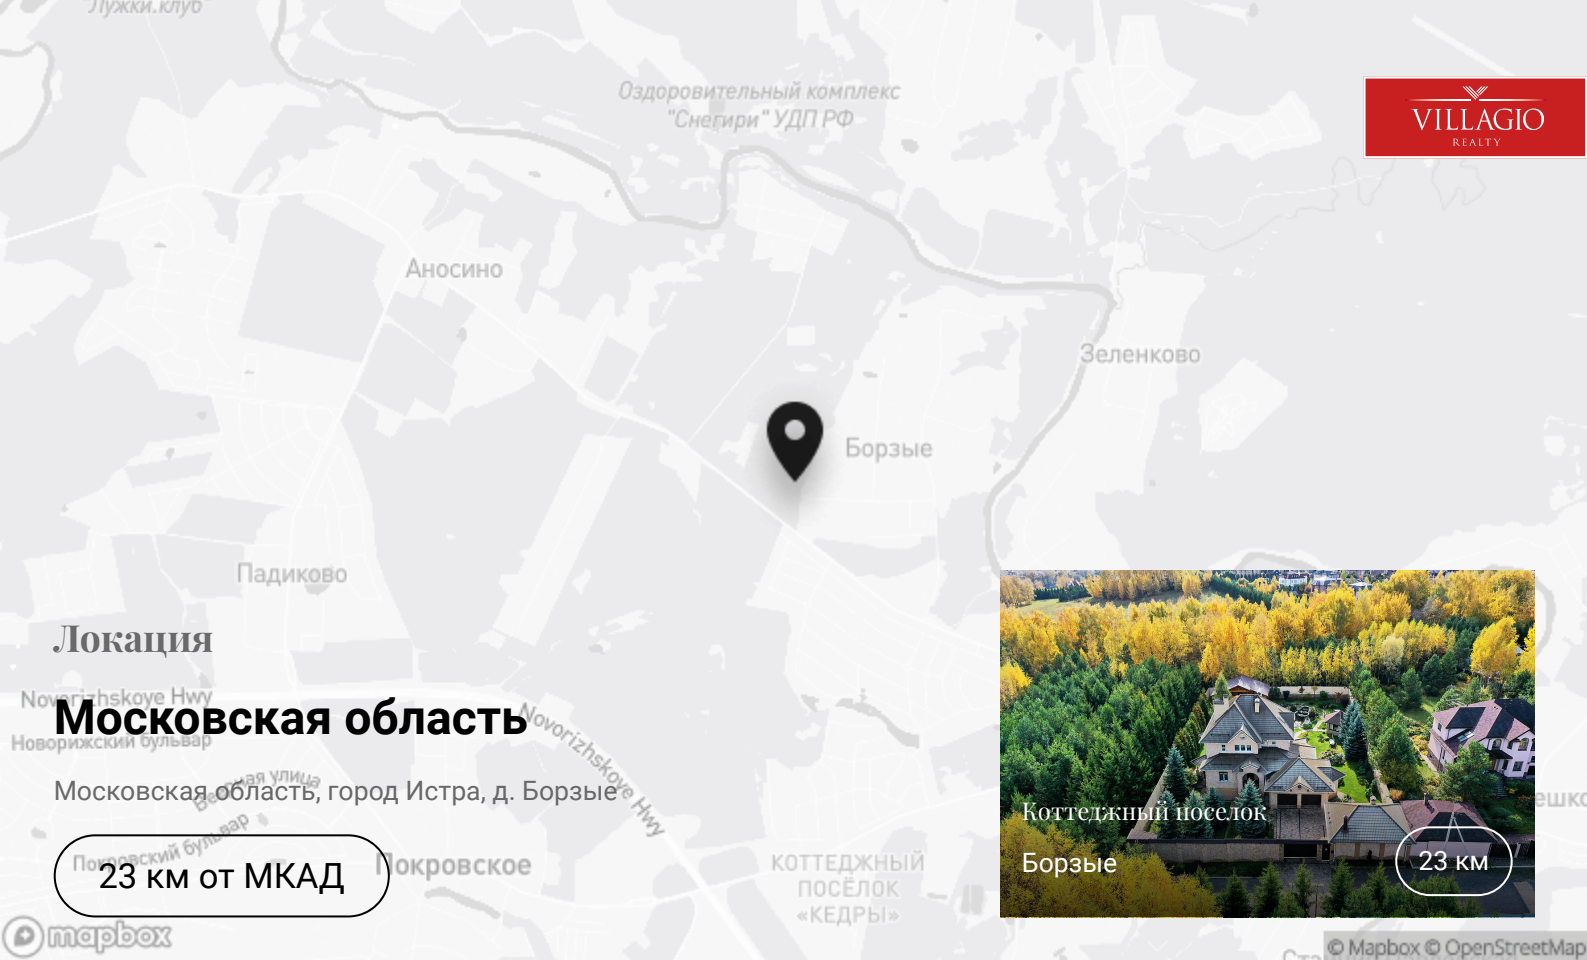 "Лужки.клуб"
Оздоровительный комплекс
"Снегири" УДП РФ
VILLAGIO
REALTY
Аносино
Зеленково
Борзые
Падиково
Локация
Novorizhskoye Hwy
Московская область
Novorizhskoye Hwy
Новорижский бульвар
Московская область, город Истра, д. Борзые
Покровский бульвар
23 км от МКАД
Покровское
КОТТЕДЖНЫЙ
ПОСЁЛОК
«КЕДРЫ»
Коттеджный поселок
Борзые
23 км
mapbox
© Mapbox © OpenStreetMap